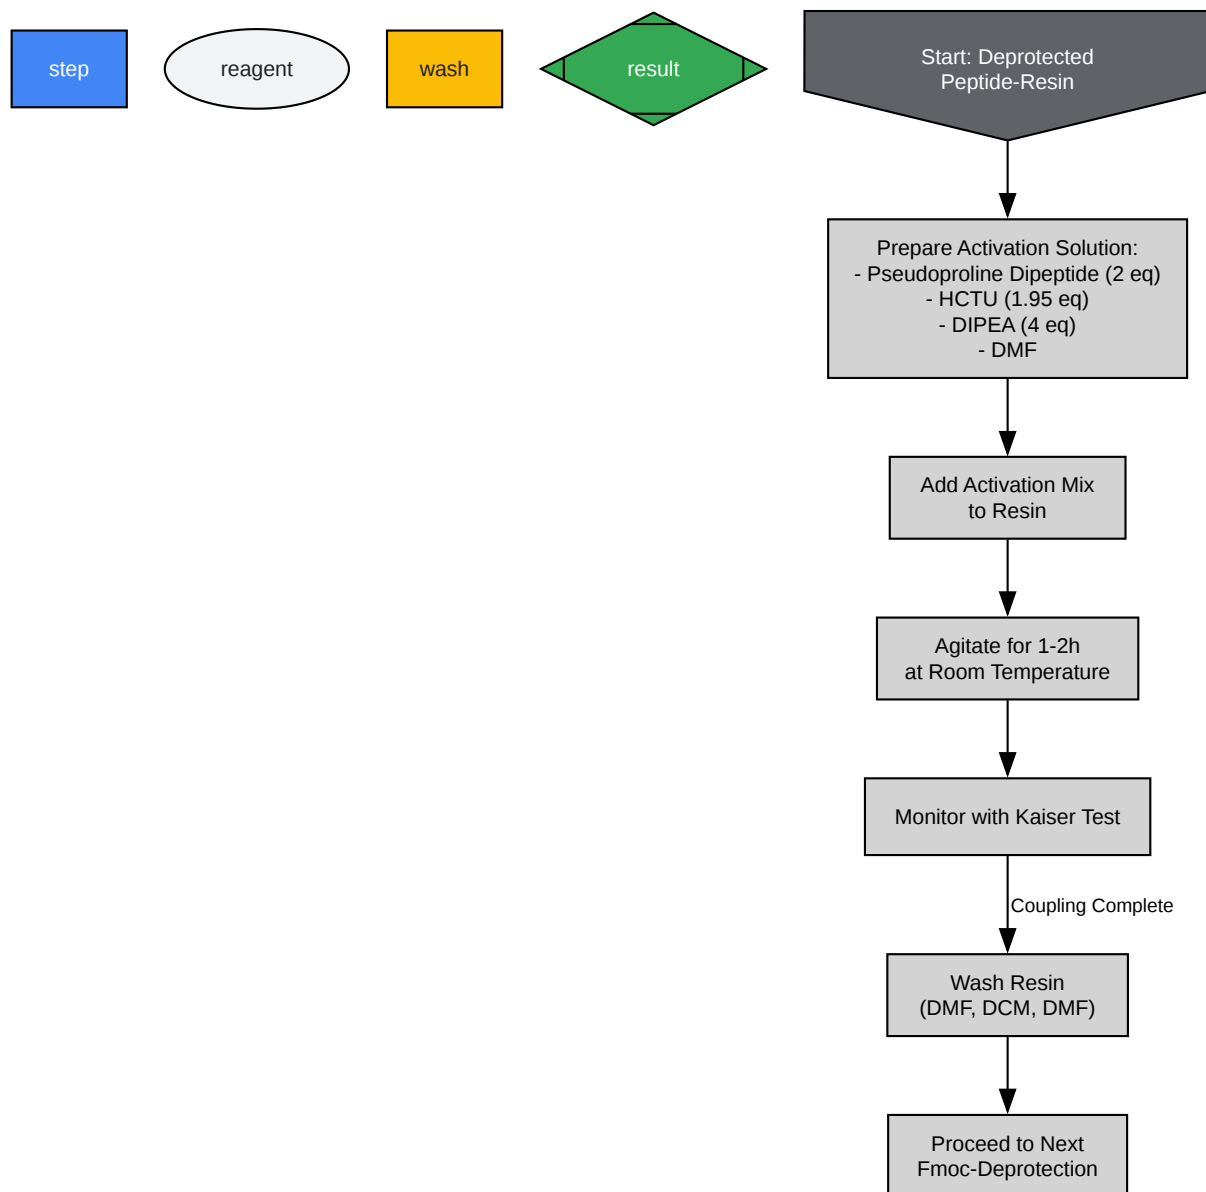 step
reagent
wash
result
Start: Deprotected
Peptide-Resin
Prepare Activation Solution:
- Pseudoproline Dipeptide (2 eq)
- HCTU (1.95 eq)
- DIPEA (4 eq)
- DMF
Add Activation Mix
to Resin
Agitate for 1-2h
at Room Temperature
Monitor with Kaiser Test
Coupling Complete
Wash Resin
(DMF, DCM, DMF)
Proceed to Next
Fmoc-Deprotection